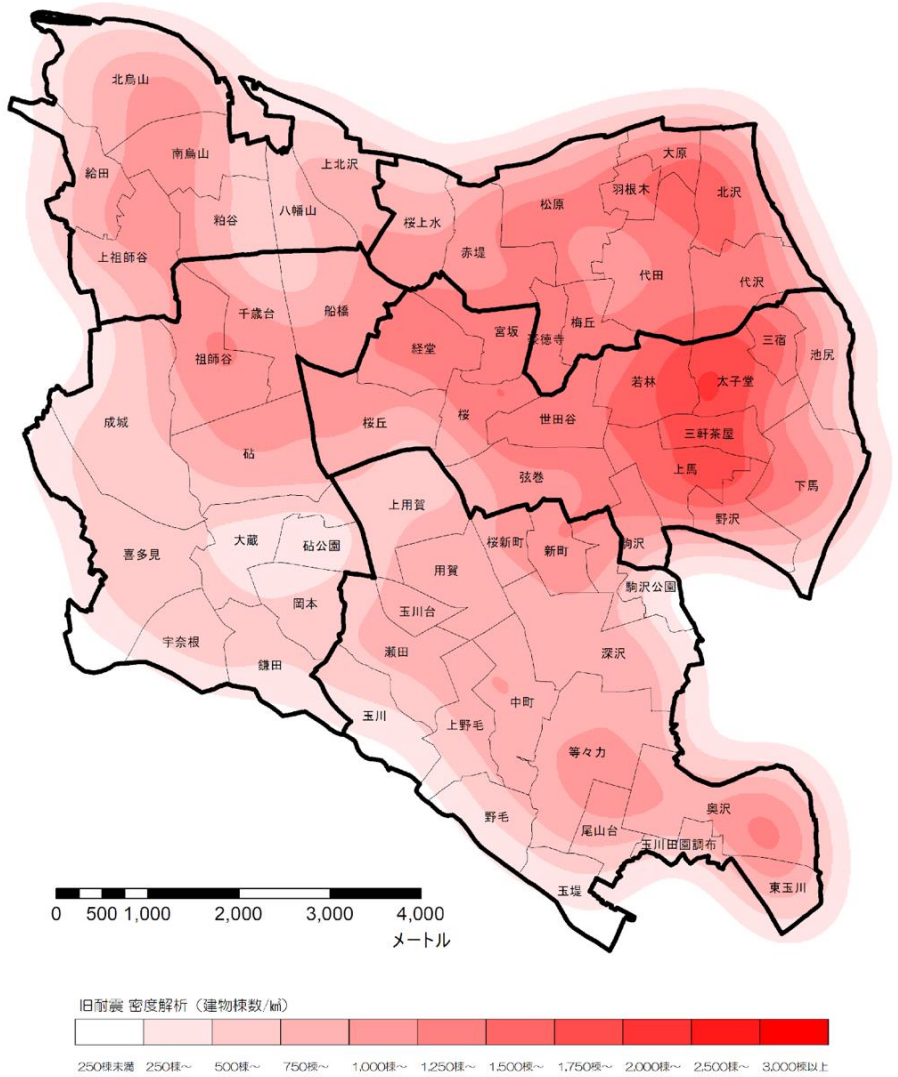 北烏山
南烏山
給田
粕谷
上北沢
八幡山
上祖師谷
大原
羽根木
北沢
松原
桜上水
赤堤
代田
代沢
梅丘
豪徳寺
千歳台
船橋
祖師谷
成城
砧
宮坂
経堂
桜丘
桜
世田谷
弦巻
若林
太子堂
三宿
池尻
三軒茶屋
上馬
下馬
野沢
上用賀
桜新町
新町
駒沢
駒沢公園
大蔵
砧公園
喜多見
岡本
宇奈根
鎌田
用賀
玉川台
瀬田
玉川
深沢
中町
上野毛
等々力
野毛
尾山台
奥沢
玉川田園調布
玉堤
東玉川
0 500 1,000 2,000 3,000 4,000
メートル
旧耐震 密度解析（建物棟数/㎢）
250棟未満 250棟～ 500棟～ 750棟～ 1,000棟～ 1,250棟～ 1,500棟～ 1,750棟～ 2,000棟～ 2,500棟～ 3,000棟以上